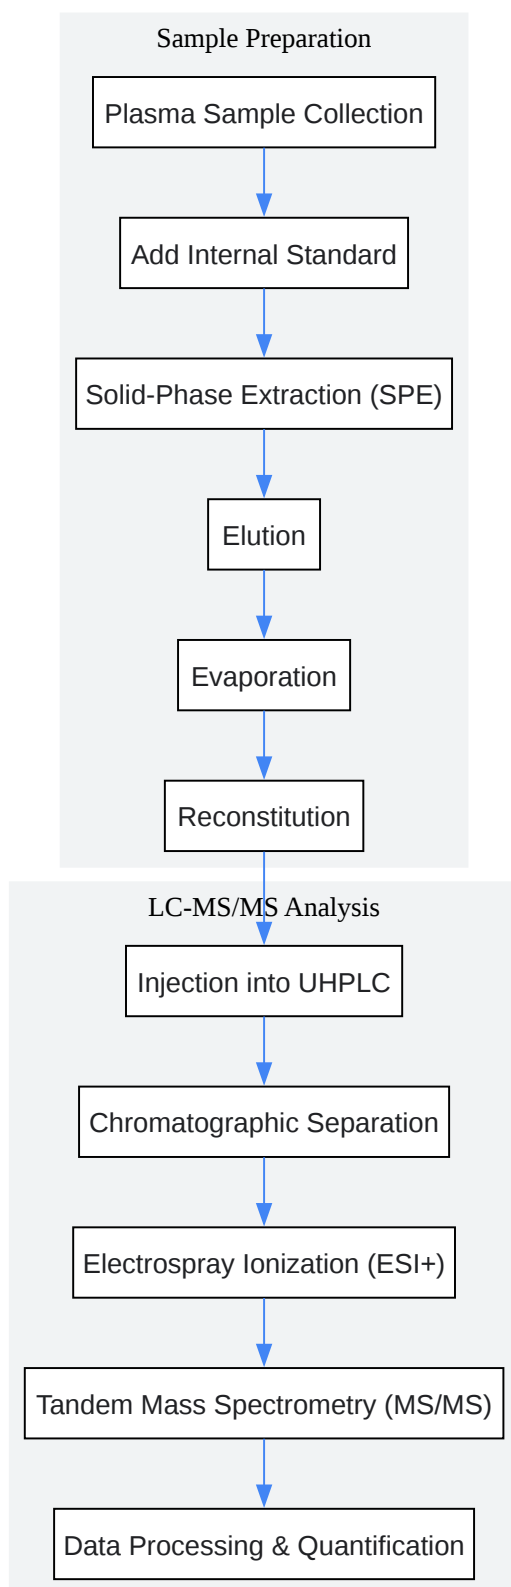 Sample Preparation
Plasma Sample Collection
Add Internal Standard
Solid-Phase Extraction (SPE)
Elution
Evaporation
Reconstitution
LC-MS/MS Analysis
Injection into UHPLC
Chromatographic Separation
Electrospray Ionization (ESI+)
Tandem Mass Spectrometry (MS/MS)
Data Processing & Quantification